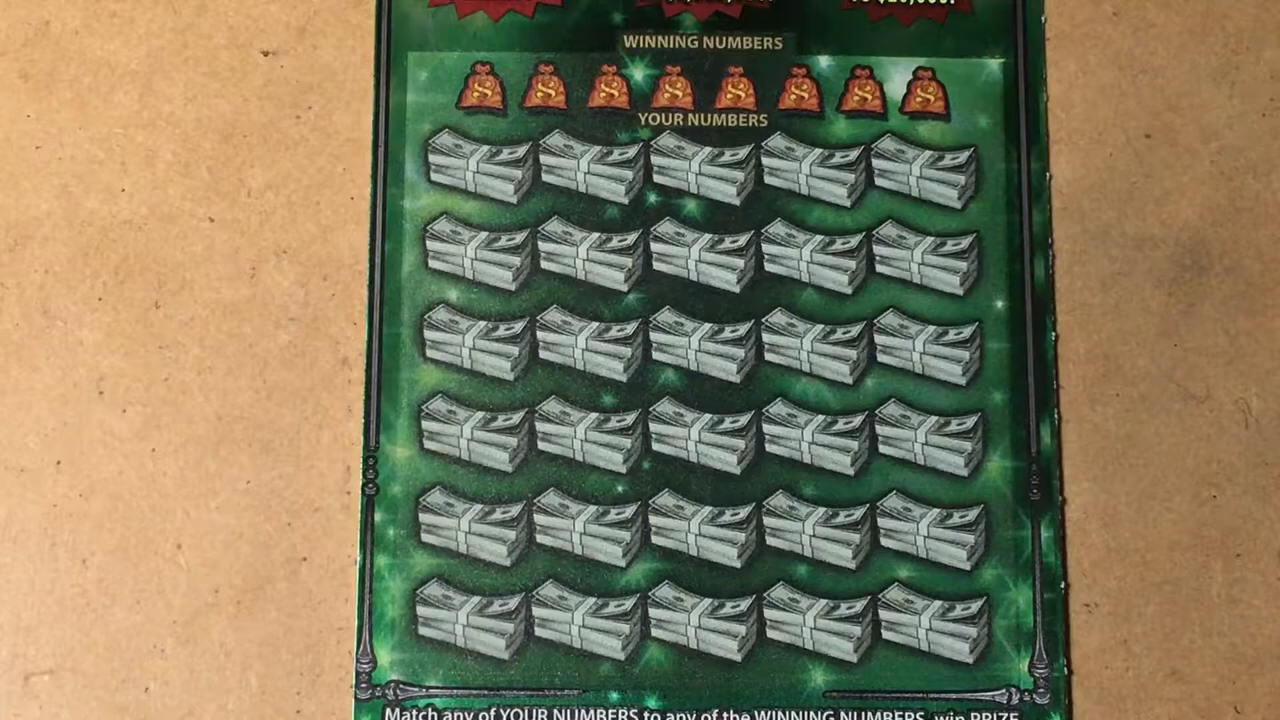 WINNING NUMBERS
YOUR NUMBERS
Match any of YOUR NUMBERS to any of the WINNING NUMBERS, win PRIZE